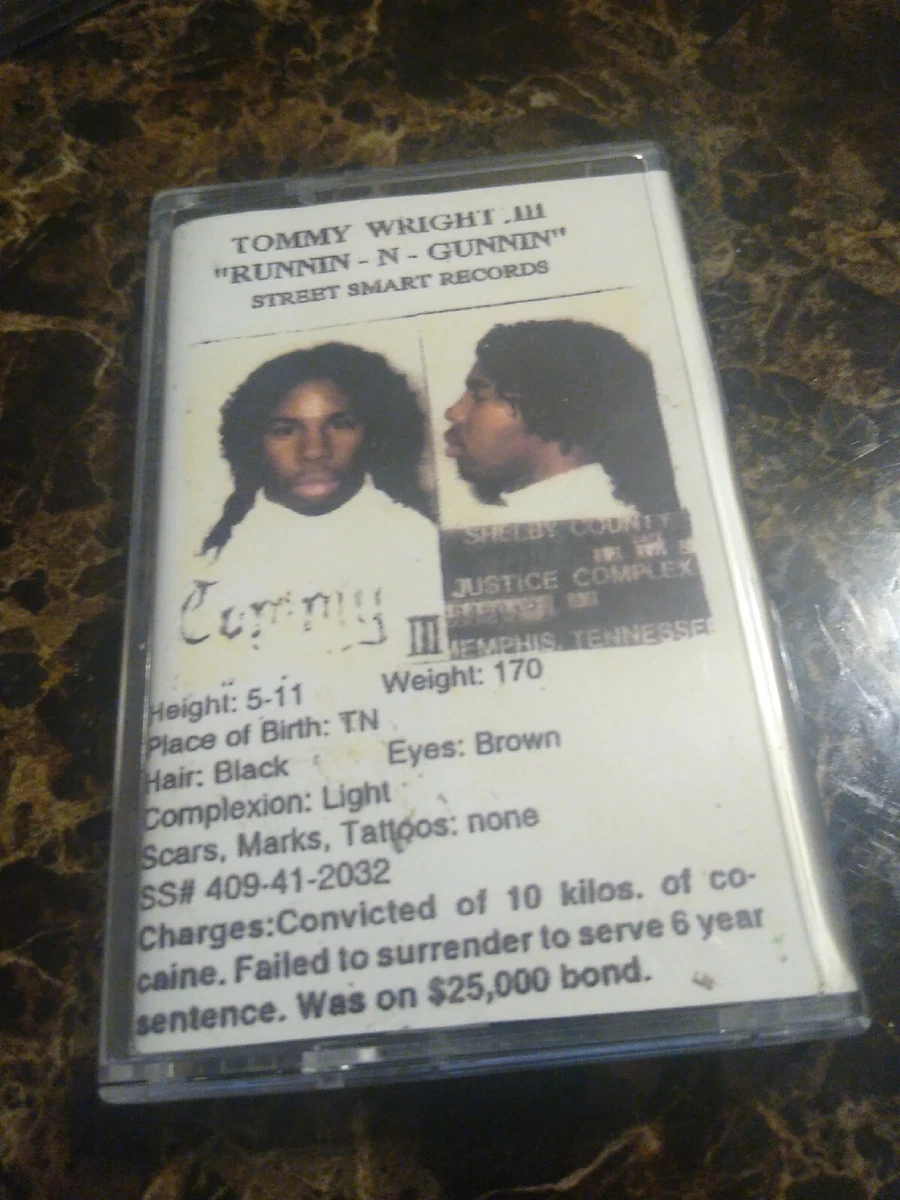 TOMMY WRIGHT .III
"RUNNIN - N - GUNNIN"
STREET SMART RECORDS
SHELBY COUNTY
JUSTICE COMPLEX
MEMPHIS, TENNESSEE
Tommy III
Height: 5-11 Weight: 170
Place of Birth: TN
Hair: Black Eyes: Brown
Complexion: Light
Scars, Marks, Tattoos: none
SS# 409-41-2032
Charges:Convicted of 10 kilos. of co-
caine. Failed to surrender to serve 6 year
sentence. Was on $25,000 bond.